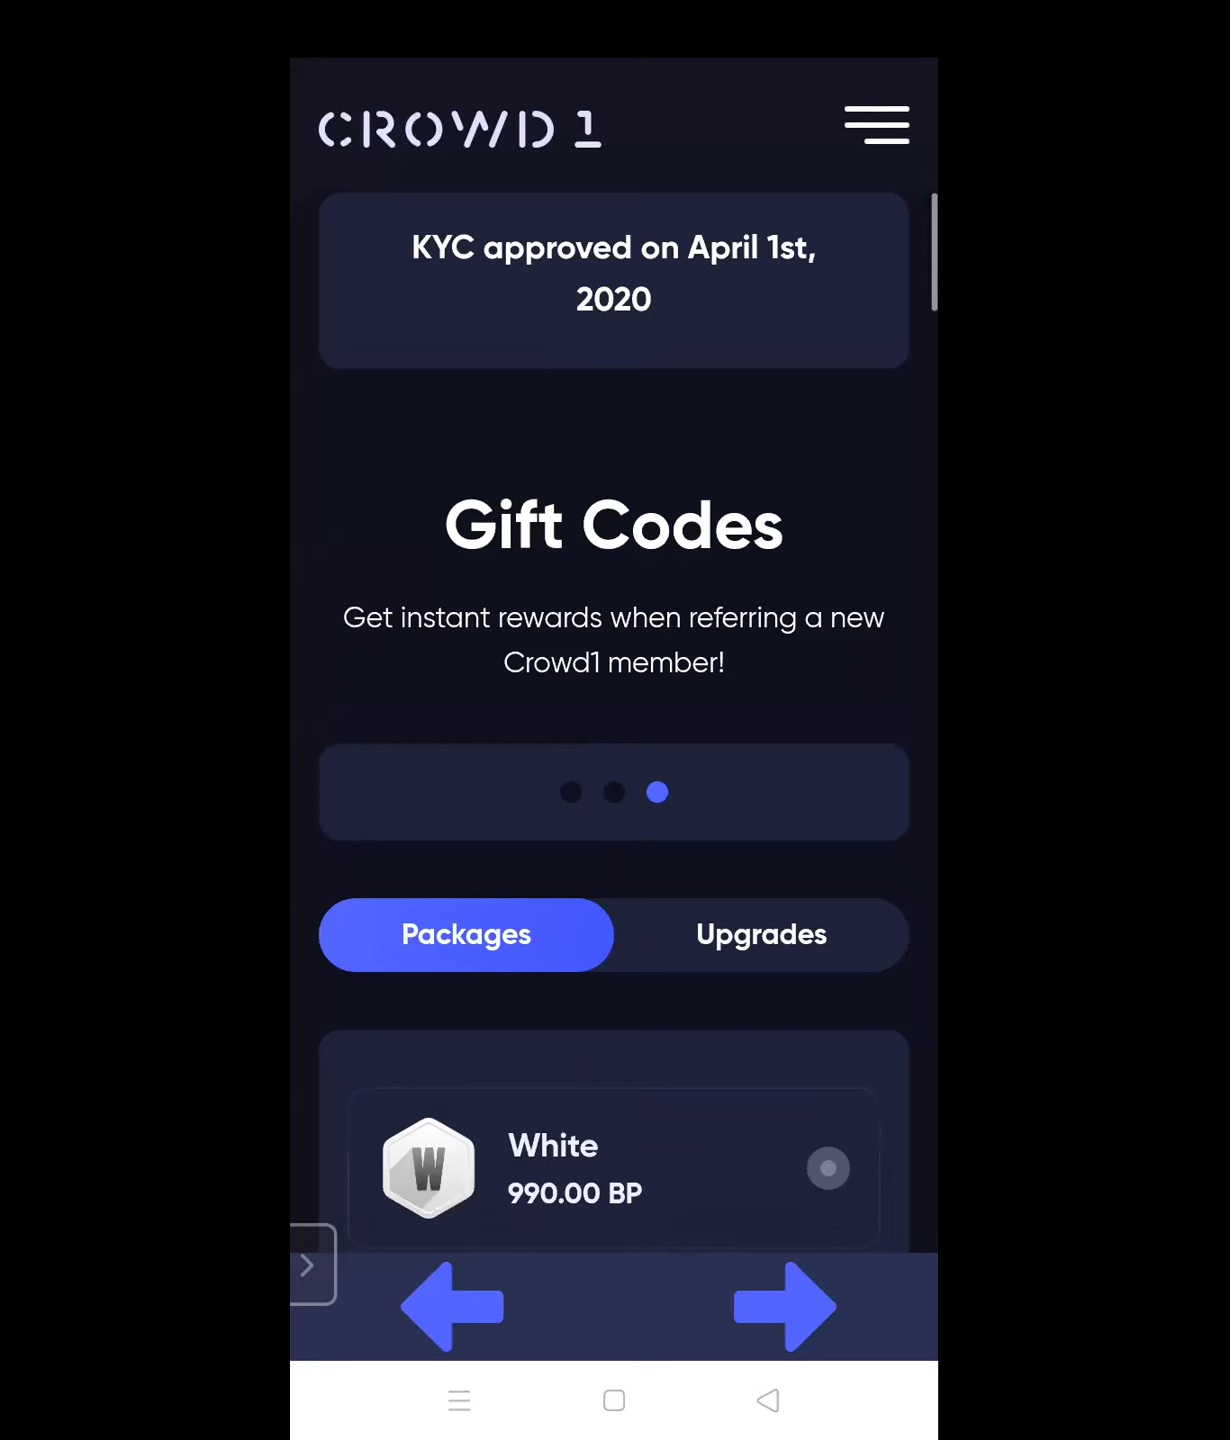 CROWD 1
KYC approved on April 1st,
2020
Gift Codes
Get instant rewards when referring a new
Crowd1 member!
Packages
Upgrades
W
White
990.00 BP